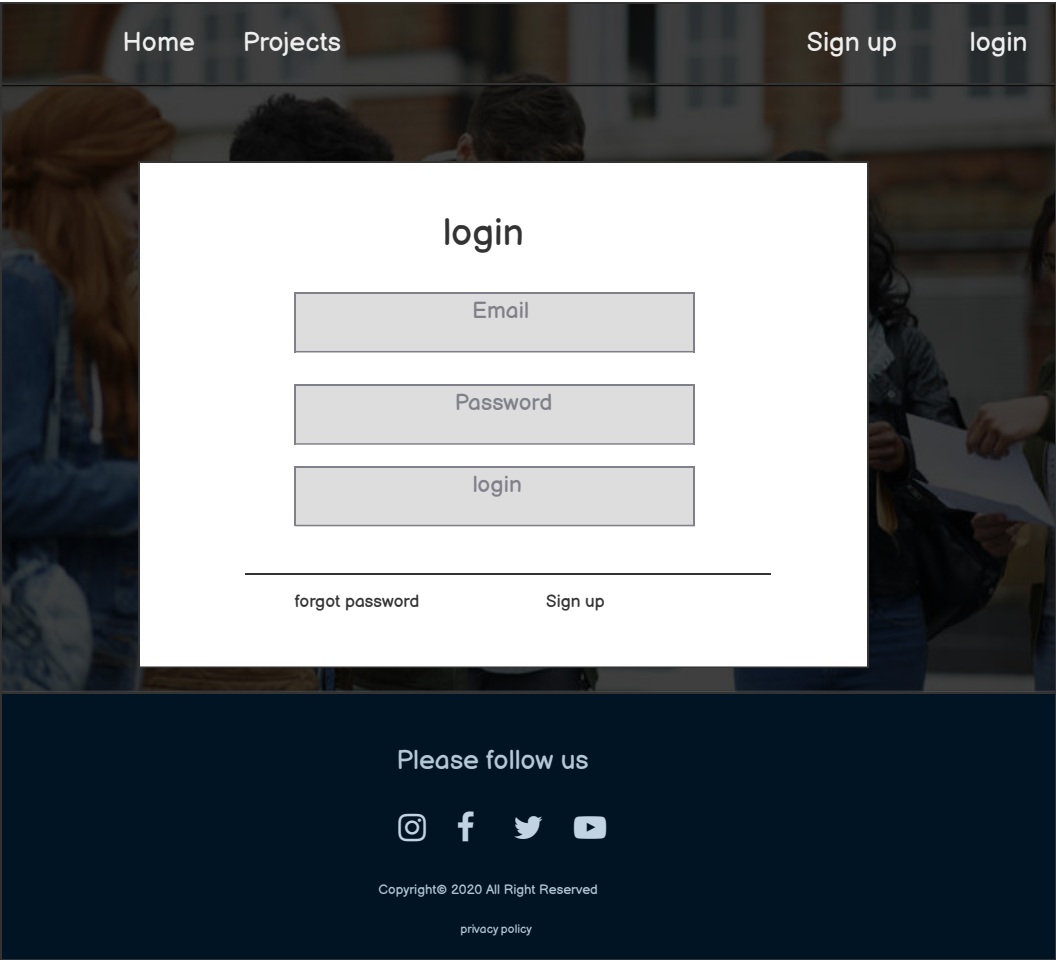 Home Projects Sign up login
login
Email
Password
login
forgot password Sign up
Please follow us
Copyright© 2020 All Right Reserved
privacy policy